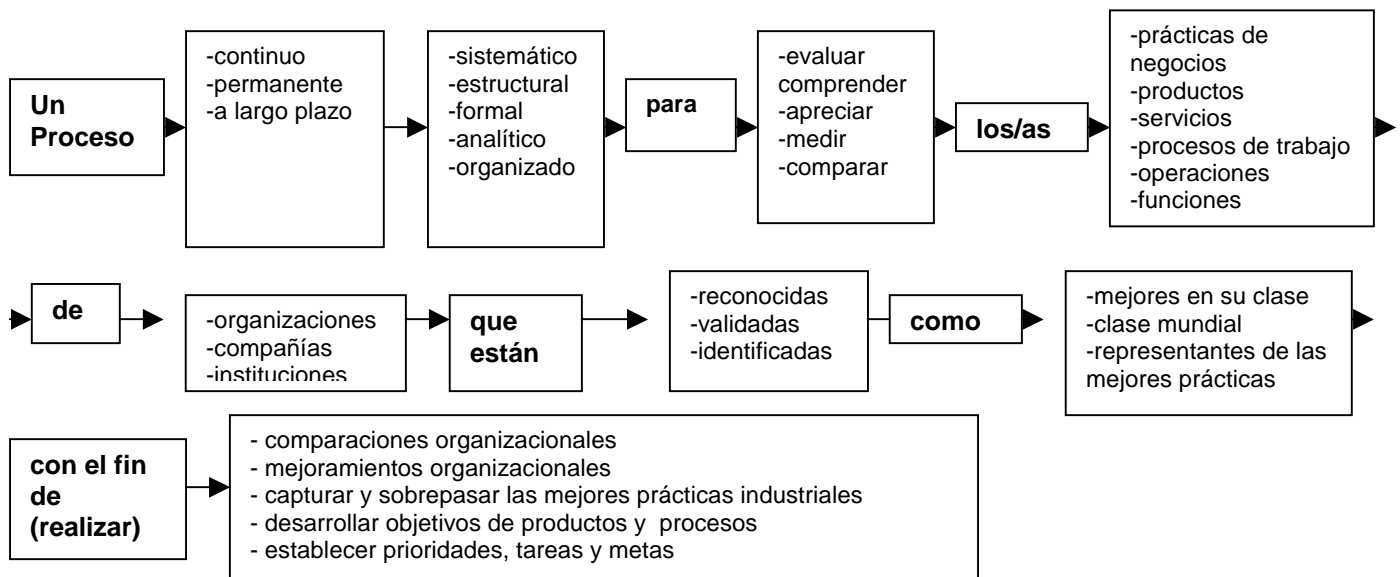 Un
Proceso
-continuo
-permanente
-a largo plazo
-sistemático
-estructural
-formal
-analítico
-organizado
para
-evaluar
comprender
-apreciar
-medir
-comparar
los/as
-prácticas de
negocios
-productos
-servicios
-procesos de trabajo
-operaciones
-funciones
de
-organizaciones
-compañías
-instituciones
que
están
-reconocidas
-validadas
-identificadas
como
-mejores en su clase
-clase mundial
-representantes de las
mejores prácticas
con el fin
de
(realizar)
- comparaciones organizacionales
- mejoramientos organizacionales
- capturar y sobrepasar las mejores prácticas industriales
- desarrollar objetivos de productos y procesos
- establecer prioridades, tareas y metas